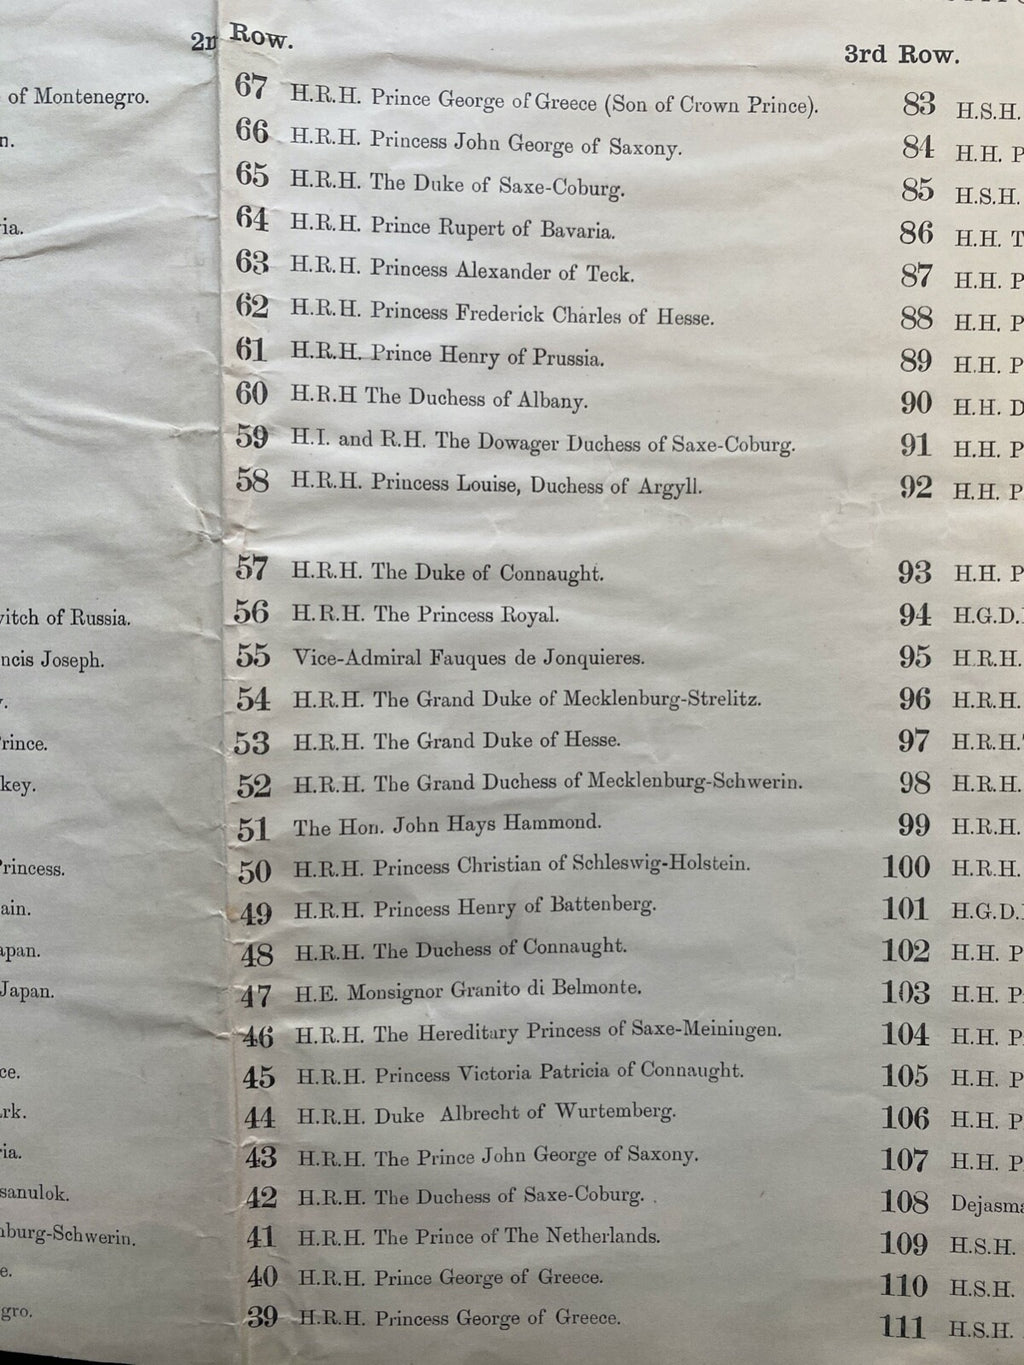 2n Row.
of Montenegro.
67 H.R.H. Prince George of Greece (Son of Crown Prince).
66 H.R.H. Princess John George of Saxony.
65 H.R.H. The Duke of Saxe-Coburg.
64 H.R.H. Prince Rupert of Bavaria.
63 H.R.H. Princess Alexander of Teck.
62 H.R.H. Princess Frederick Charles of Hesse.
61 H.R.H. Prince Henry of Prussia.
60 H.R.H The Duchess of Albany.
59 H.I. and R.H. The Dowager Duchess of Saxe-Coburg.
58 H.R.H. Princess Louise, Duchess of Argyll.
57 H.R.H. The Duke of Connaught.
56 H.R.H. The Princess Royal.
55 Vice-Admiral Fauques de Jonquieres.
54 H.R.H. The Grand Duke of Mecklenburg-Strelitz.
53 H.R.H. The Grand Duke of Hesse.
52 H.R.H. The Grand Duchess of Mecklenburg-Schwerin.
51 The Hon. John Hays Hammond.
50 H.R.H. Princess Christian of Schleswig-Holstein.
49 H.R.H. Princess Henry of Battenberg.
48 H.R.H. The Duchess of Connaught.
47 H.E. Monsignor Granito di Belmonte.
46 H.R.H. The Hereditary Princess of Saxe-Meiningen.
45 H.R.H. Princess Victoria Patricia of Connaught.
44 H.R.H. Duke Albrecht of Wurtemberg.
43 H.R.H. The Prince John George of Saxony.
42 H.R.H. The Duchess of Saxe-Coburg.
41 H.R.H. The Prince of The Netherlands.
40 H.R.H. Prince George of Greece.
39 H.R.H. Princess George of Greece.
n.
ria.
vitch of Russia.
ncis Joseph.
y.
Prince.
key.
Princess.
ain.
apan.
Japan.
ce.
ark.
ria.
sanulok.
nburg-Schwerin.
e.
gro.
3rd Row.
83 H.S.H.
84 H.H. P
85 H.S.H.
86 H.H. T
87 H.H. P
88 H.H. P
89 H.H. P
90 H.H. D
91 H.H. P
92 H.H. P
93 H.H. P
94 H.G.D.
95 H.R.H.
96 H.R.H.
97 H.R.H.
98 H.R.H.
99 H.R.H.
100 H.R.H.
101 H.G.D.
102 H.H. P
103 H.H. P
104 H.H. P
105 H.H. P
106 H.H. P
107 H.H. P
108 Dejasma
109 H.S.H.
110 H.S.H.
111 H.S.H.